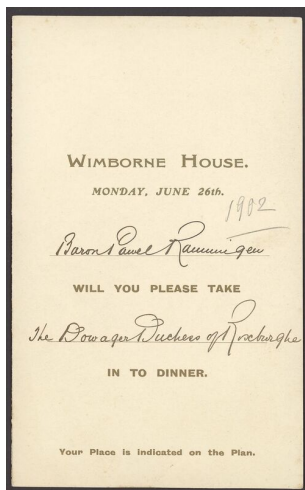 WIMBORNE HOUSE.
MONDAY, JUNE 26th.
1902
Baron Pawel Rammingen
WILL YOU PLEASE TAKE
The Dowager Duchess of Roxburghe
IN TO DINNER.
Your Place is indicated on the Plan.